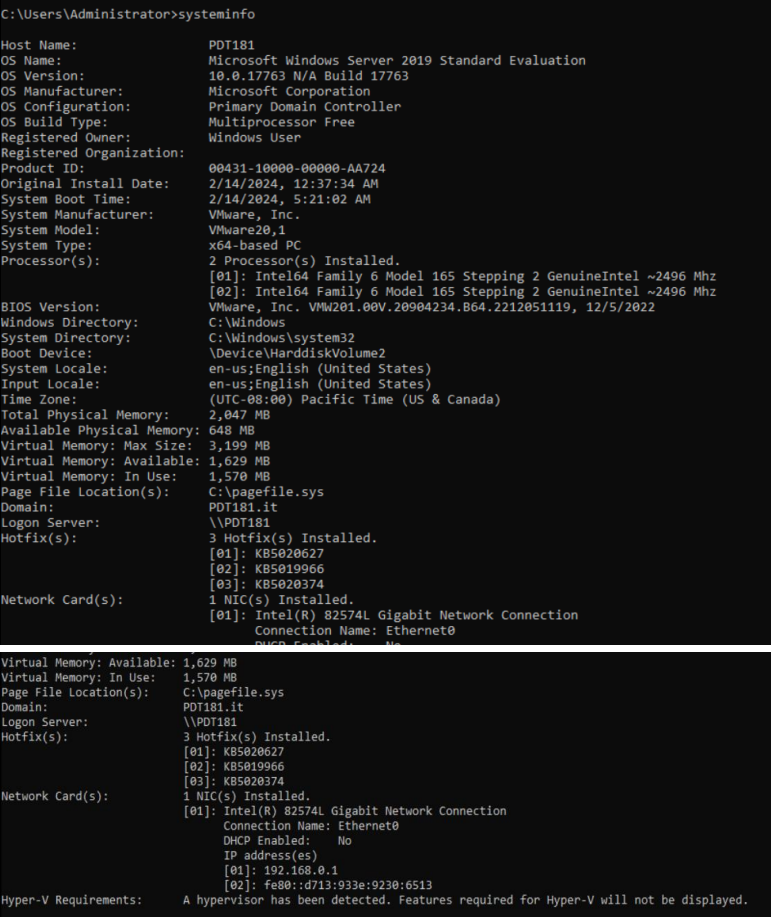 C:\Users\Administrator>systeminfo
Host Name: PDT181
OS Name: Microsoft Windows Server 2019 Standard Evaluation
OS Version: 10.0.17763 N/A Build 17763
OS Manufacturer: Microsoft Corporation
OS Configuration: Primary Domain Controller
OS Build Type: Multiprocessor Free
Registered Owner: Windows User
Registered Organization:
Product ID: 00431-10000-00000-AA724
Original Install Date: 2/14/2024, 12:37:34 AM
System Boot Time: 2/14/2024, 5:21:02 AM
System Manufacturer: VMware, Inc.
System Model: VMware20,1
System Type: x64-based PC
Processor(s): 2 Processor(s) Installed.
[01]: Intel64 Family 6 Model 165 Stepping 2 GenuineIntel ~2496 Mhz
[02]: Intel64 Family 6 Model 165 Stepping 2 GenuineIntel ~2496 Mhz
BIOS Version: VMware, Inc. VMW201.00V.20904234.B64.2212051119, 12/5/2022
Windows Directory: C:\Windows
System Directory: C:\Windows\system32
Boot Device: \Device\HarddiskVolume2
System Locale: en-us;English (United States)
Input Locale: en-us;English (United States)
Time Zone: (UTC-08:00) Pacific Time (US & Canada)
Total Physical Memory: 2,047 MB
Available Physical Memory: 648 MB
Virtual Memory: Max Size: 3,199 MB
Virtual Memory: Available: 1,629 MB
Virtual Memory: In Use: 1,570 MB
Page File Location(s): C:\pagefile.sys
Domain: PDT181.it
Logon Server: \\PDT181
Hotfix(s): 3 Hotfix(s) Installed.
[01]: KB5020627
[02]: KB5019966
[03]: KB5020374
Network Card(s): 1 NIC(s) Installed.
[01]: Intel(R) 82574L Gigabit Network Connection
Connection Name: Ethernet0
DHCP Enabled: No
Virtual Memory: Available: 1,629 MB
Virtual Memory: In Use: 1,570 MB
Page File Location(s): C:\pagefile.sys
Domain: PDT181.it
Logon Server: \\PDT181
Hotfix(s): 3 Hotfix(s) Installed.
[01]: KB5020627
[02]: KB5019966
[03]: KB5020374
Network Card(s): 1 NIC(s) Installed.
[01]: Intel(R) 82574L Gigabit Network Connection
Connection Name: Ethernet0
DHCP Enabled: No
IP address(es)
[01]: 192.168.0.1
[02]: fe80::d713:933e:9230:6513
Hyper-V Requirements: A hypervisor has been detected. Features required for Hyper-V will not be displayed.